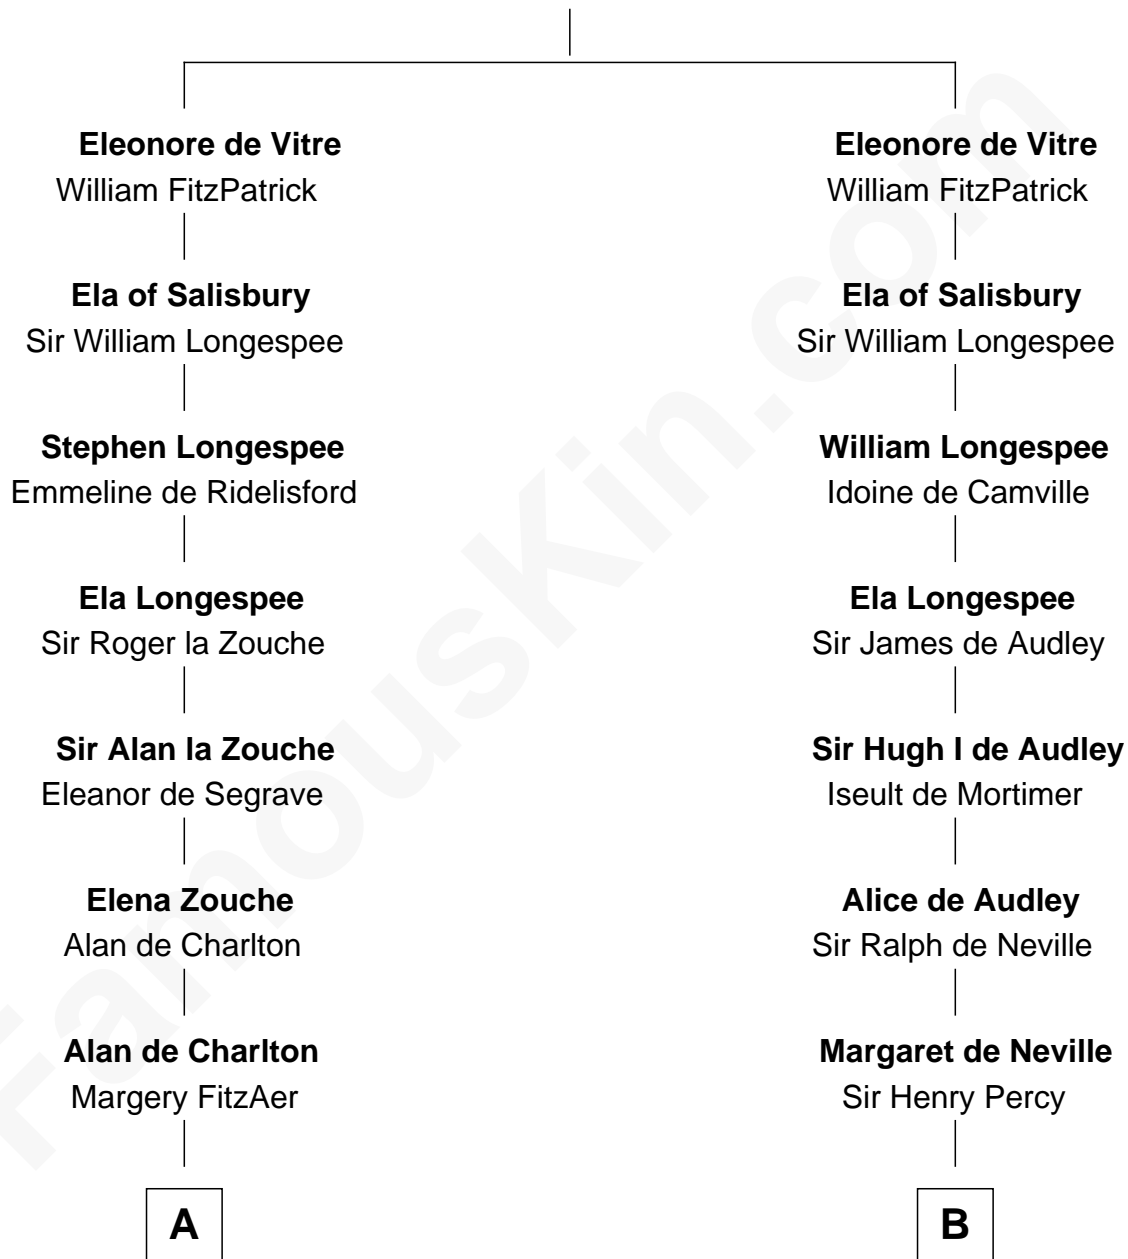 Eleonore de Vitre
William FitzPatrick
Ela of Salisbury
Sir William Longespee
Stephen Longespee
Emmeline de Ridelisford
Ela Longespee
Sir Roger la Zouche
Sir Alan la Zouche
Eleanor de Segrave
Elena Zouche
Alan de Charlton
Alan de Charlton
Margery FitzAer
A
Eleonore de Vitre
William FitzPatrick
Ela of Salisbury
Sir William Longespee
William Longespee
Idoine de Camville
Ela Longespee
Sir James de Audley
Sir Hugh I de Audley
Iseult de Mortimer
Alice de Audley
Sir Ralph de Neville
Margaret de Neville
Sir Henry Percy
B
FamousKin.com